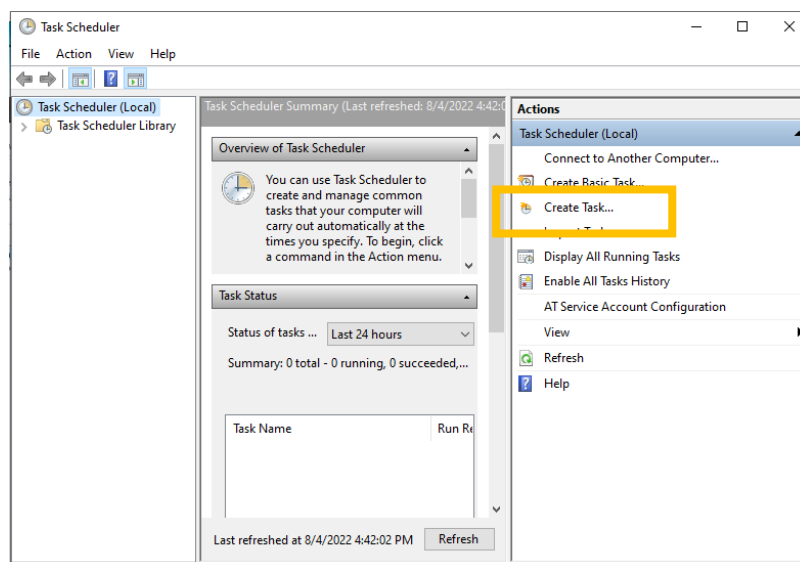 Task Scheduler
File Action View Help
Task Scheduler (Local)
Task Scheduler Library
Task Scheduler Summary (Last refreshed: 8/4/2022 4:42:0
Overview of Task Scheduler
You can use Task Scheduler to
create and manage common
tasks that your computer will
carry out automatically at the
times you specify. To begin, click
a command in the Action menu.
Task Status
Status of tasks ... Last 24 hours
Summary: 0 total - 0 running, 0 succeeded,...
Task Name Run Re
Last refreshed at 8/4/2022 4:42:02 PM Refresh
Actions
Task Scheduler (Local)
Connect to Another Computer...
Create Basic Task...
Create Task...
Display All Running Tasks
Enable All Tasks History
AT Service Account Configuration
View
Refresh
Help